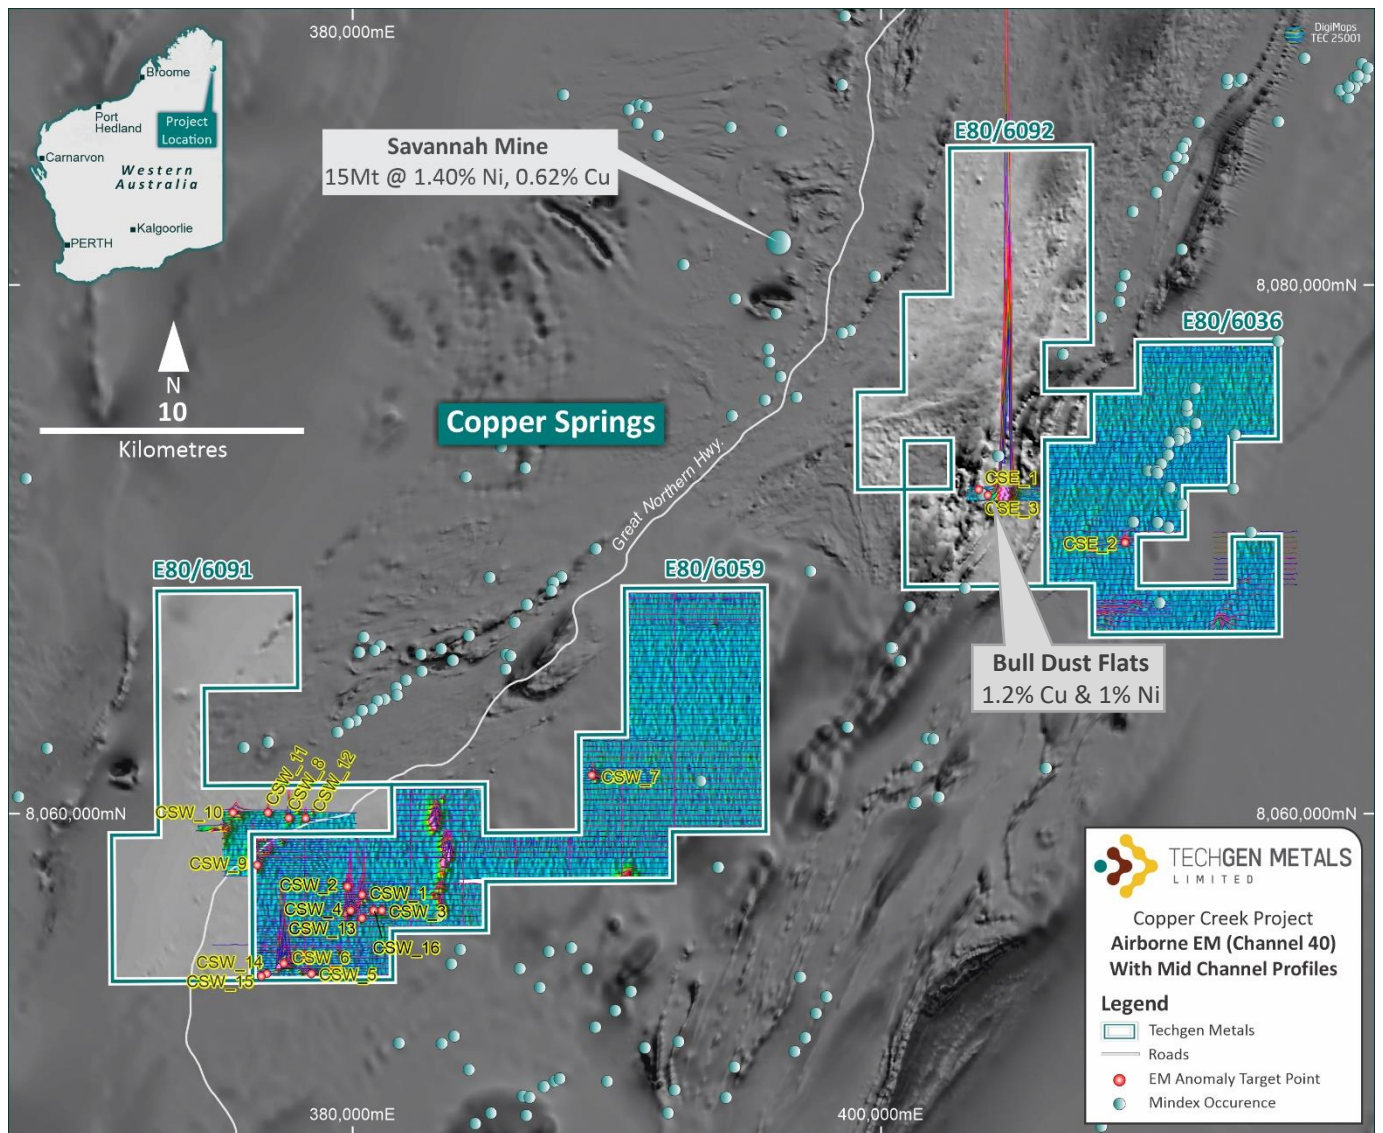 380,000mE
DigiMaps
TEC 25001
Broome
Port
Hedland
Project
Location
Carnarvon
Western
Australia
Kalgoorlie
PERTH
Savannah Mine
15Mt @ 1.40% Ni, 0.62% Cu
E80/6092
8,080,000mN
E80/6036
N
10
Kilometres
Copper Springs
Great Northern Hwy.
CSE_1
CSE_3
CSE_2
E80/6091
E80/6059
Bull Dust Flats
1.2% Cu & 1% Ni
CSW_11
CSW_8
CSW_12
CSW_7
CSW_10
8,060,000mN
CSW_9
CSW_2
CSW_1
CSW_4
CSW_3
CSW_13
CSW_16
CSW_14
CSW_6
CSW_15
CSW_5
TECHGEN METALS
LIMITED
Copper Creek Project
Airborne EM (Channel 40)
With Mid Channel Profiles
Legend
Techgen Metals
Roads
EM Anomaly Target Point
Mindex Occurence
380,000mE
400,000mE